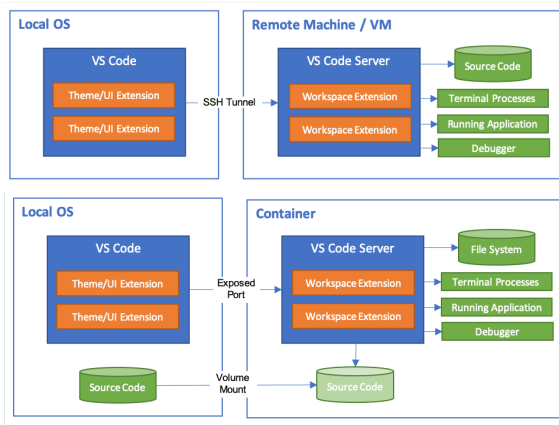 Local OS
VS Code
Theme/UI Extension
Theme/UI Extension
SSH Tunnel
Remote Machine / VM
VS Code Server
Workspace Extension
Workspace Extension
Source Code
Terminal Processes
Running Application
Debugger
Local OS
VS Code
Theme/UI Extension
Theme/UI Extension
Source Code
Exposed
Port
Volume
Mount
Container
VS Code Server
Workspace Extension
Workspace Extension
File System
Terminal Processes
Running Application
Debugger
Source Code